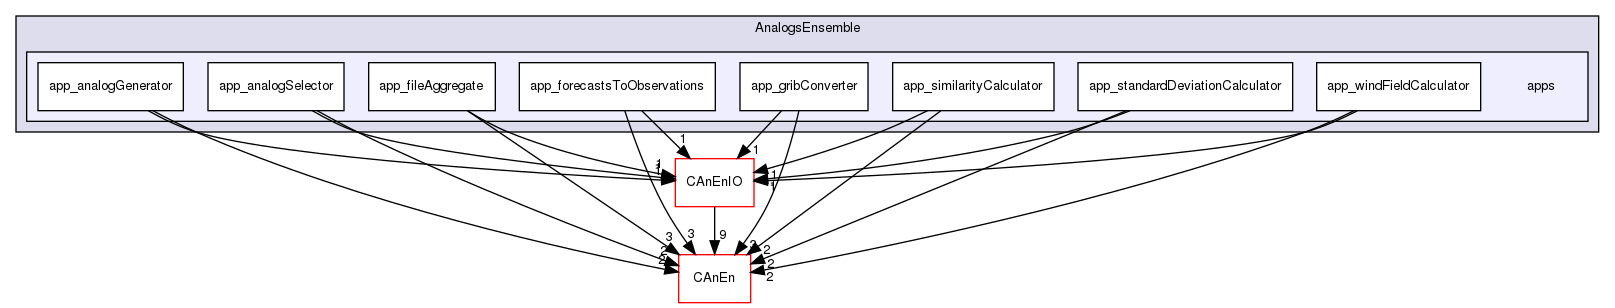 AnalogsEnsemble
app_analogGenerator
app_analogSelector
app_fileAggregate
app_forecastsToObservations
app_gribConverter
app_similarityCalculator
app_standardDeviationCalculator
app_windFieldCalculator
apps
1
1
1
1
1
CAnEnIO
9
3
3
2
2
2
2
CAnEn